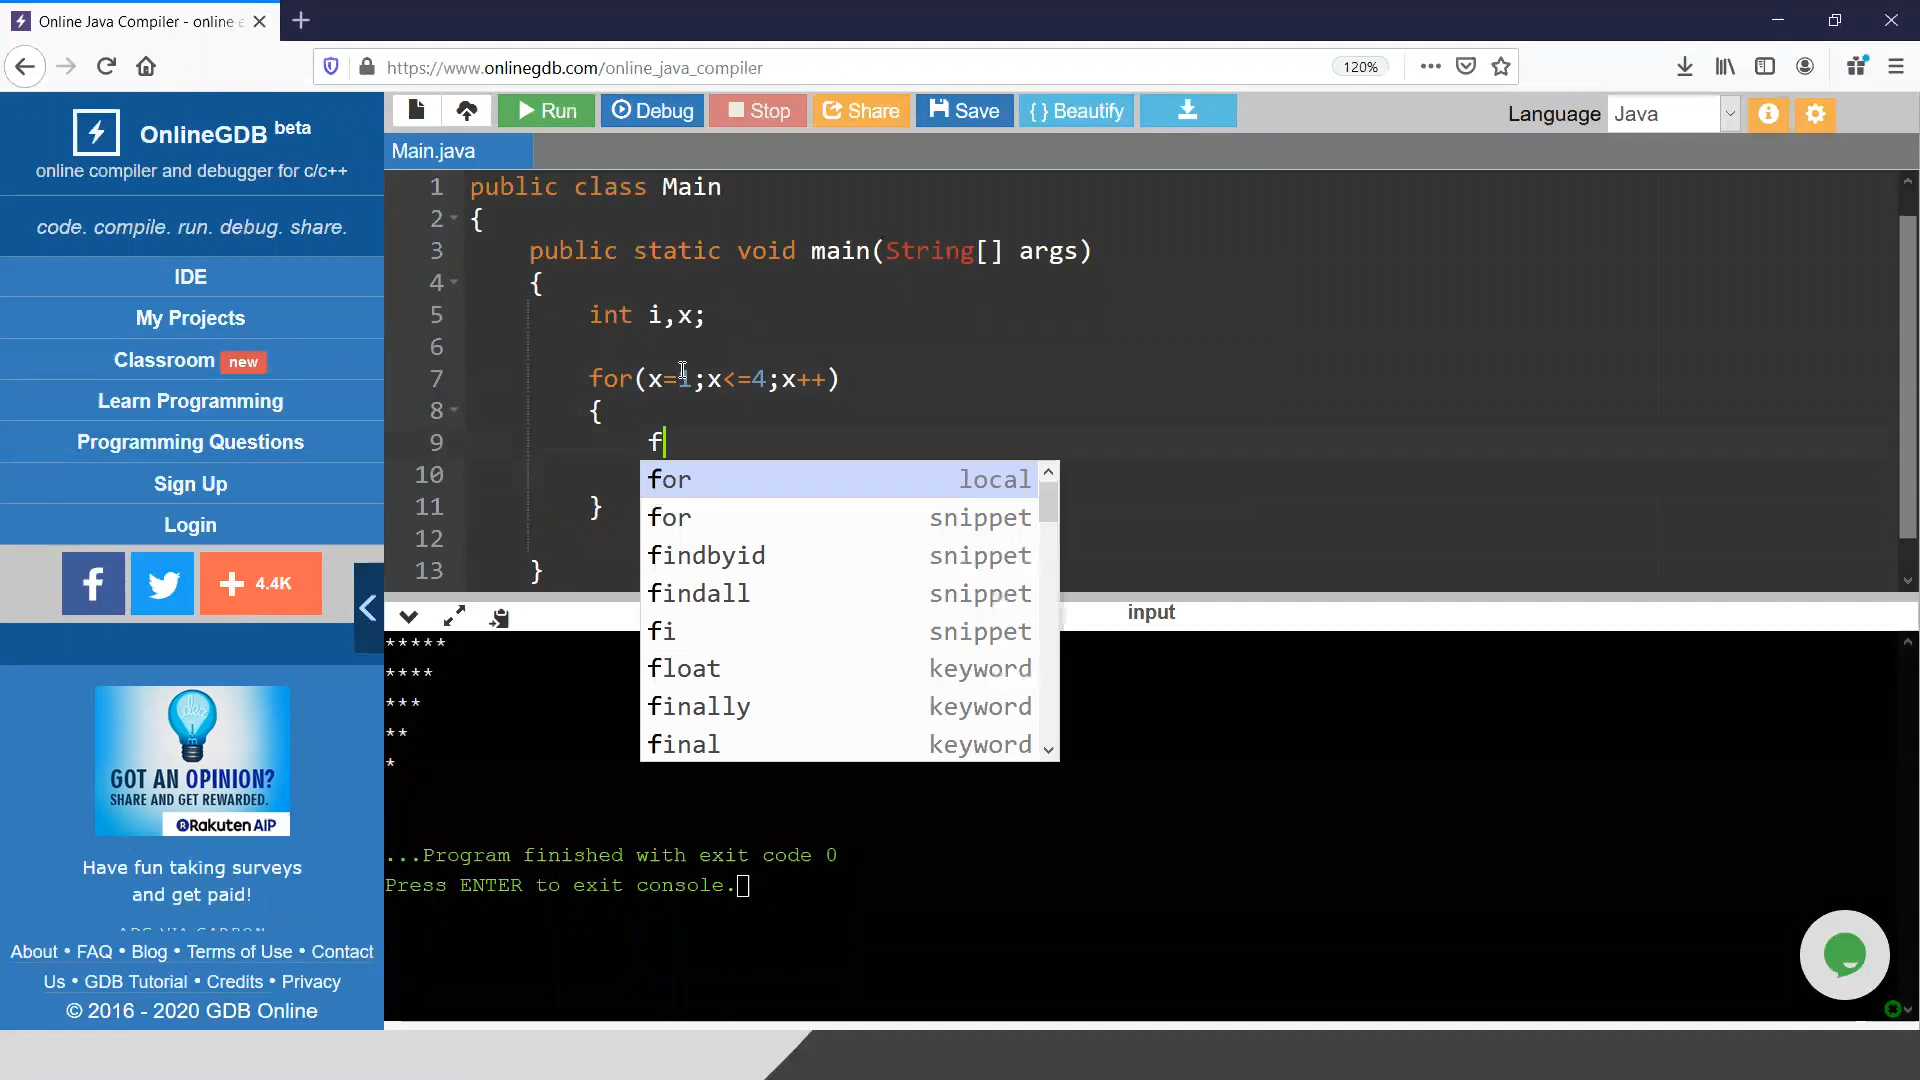 Online Java Compiler - online e
https://www.onlinegdb.com/online_java_compiler
120%
Run
Debug
Stop
Share
Save
{ } Beautify
Language
Java
OnlineGDB beta
online compiler and debugger for c/c++
code. compile. run. debug. share.
IDE
My Projects
Classroom new
Learn Programming
Programming Questions
Sign Up
Login
4.4K
GOT AN OPINION?
SHARE AND GET REWARDED.
Rakuten AIP
Have fun taking surveys
and get paid!
ADS VIA CARBON
About • FAQ • Blog • Terms of Use • Contact
Us • GDB Tutorial • Credits • Privacy
© 2016 - 2020 GDB Online
Main.java
1 public class Main
2 {
3 public static void main(String[] args)
4 {
5 int i,x;
6
7 for(x=1;x<=4;x++)
8 {
9 f
10
11 }
12
13 }
for local
for snippet
findbyid snippet
findall snippet
fi snippet
float keyword
finally keyword
final keyword
input
*****
****
***
**
*
...Program finished with exit code 0
Press ENTER to exit console.